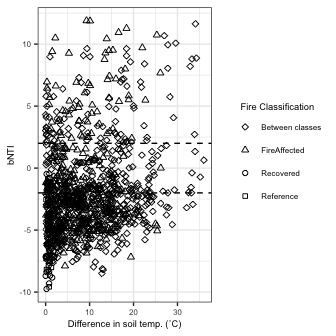 10
5
0
-5
-10
bNTI
0
10
20
30
Difference in soil temp. (˚C)
Fire Classification
Between classes
FireAffected
Recovered
Reference